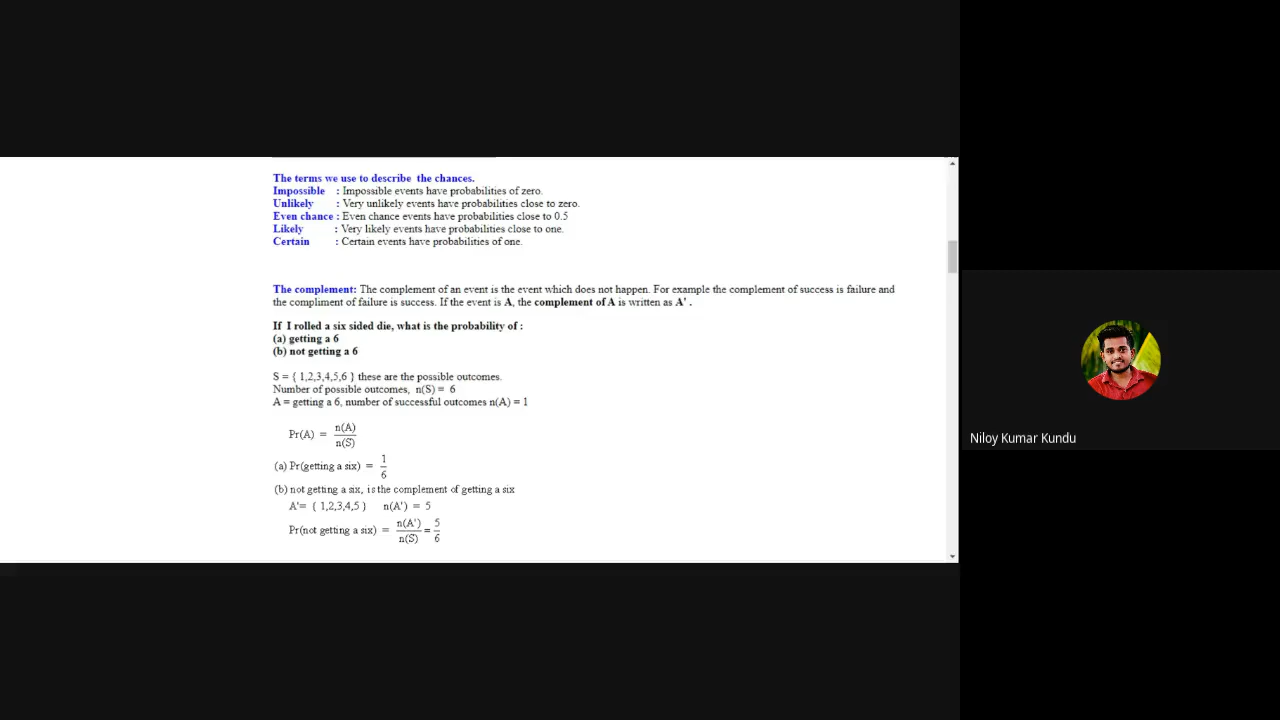 The terms we use to describe the chances.
Impossible : Impossible events have probabilities of zero.
Unlikely : Very unlikely events have probabilities close to zero.
Even chance : Even chance events have probabilities close to 0.5
Likely : Very likely events have probabilities close to one.
Certain : Certain events have probabilities of one.
The complement: The complement of an event is the event which does not happen. For example the complement of success is failure and
the compliment of failure is success. If the event is A, the complement of A is written as A' .
If I rolled a six sided die, what is the probability of :
(a) getting a 6
(b) not getting a 6
S = { 1,2,3,4,5,6 } these are the possible outcomes.
Number of possible outcomes, n(S) = 6
A = getting a 6, number of successful outcomes n(A) = 1
Pr(A) = n(A)/n(S)
(a) Pr(getting a six) = 1/6
(b) not getting a six, is the complement of getting a six
A'= { 1,2,3,4,5 } n(A') = 5
Pr(not getting a six) = n(A')/n(S) = 5/6
Niloy Kumar Kundu